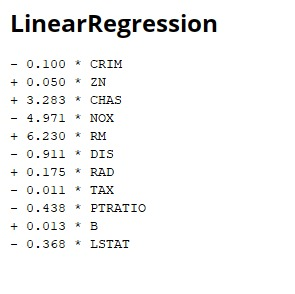 LinearRegression
- 0.100 * CRIM
+ 0.050 * ZN
+ 3.283 * CHAS
- 4.971 * NOX
+ 6.230 * RM
- 0.911 * DIS
+ 0.175 * RAD
- 0.011 * TAX
- 0.438 * PTRATIO
+ 0.013 * B
- 0.368 * LSTAT